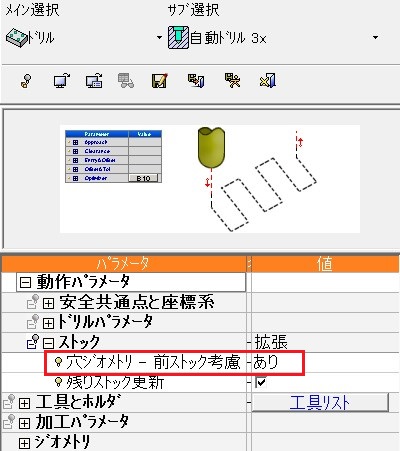 メイン選択 サブ選択
ドリル 自動ドリル 3x
Parameter Value
Approach
Clearance
Entry&Other
Offset&Tol
Optimizer B 10
パラメータ 値
動作パラメータ
安全共通点と座標系
ドリルパラメータ
ストック 拡張
穴ジオメトリ - 前ストック考慮 あり
残りストック更新
工具とホルダ 工具リスト
加工パラメータ
ジオメトリ